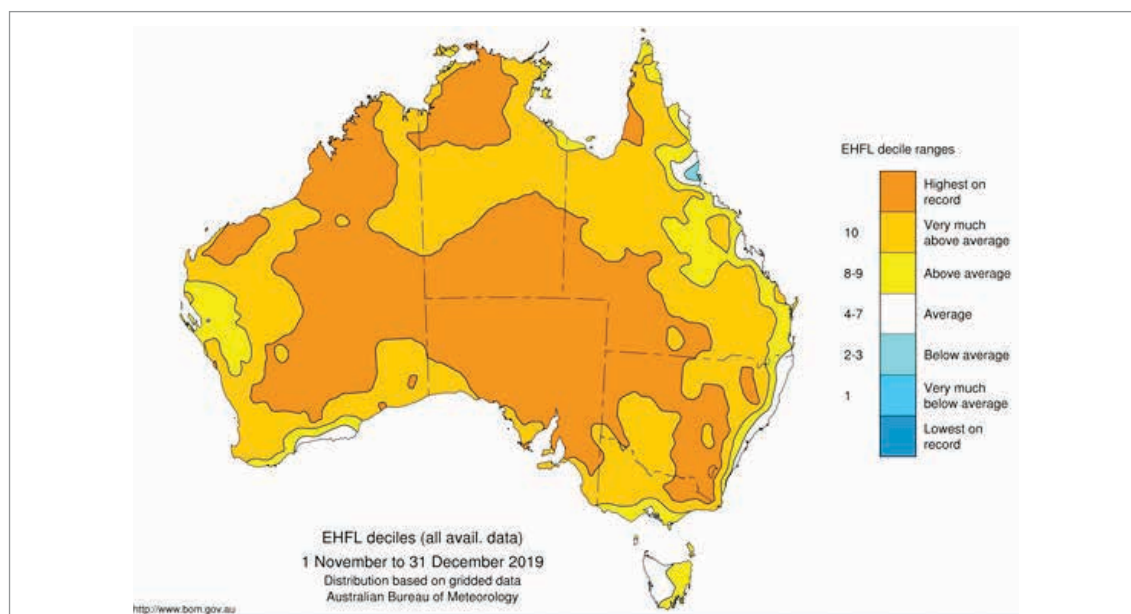 EHFL decile ranges
Highest on
record
10
Very much
above average
8-9
Above average
4-7
Average
2-3
Below average
1
Very much
below average
Lowest on
record
EHFL deciles (all avail. data)
1 November to 31 December 2019
Distribution based on gridded data
Australian Bureau of Meteorology
http://www.bom.gov.au